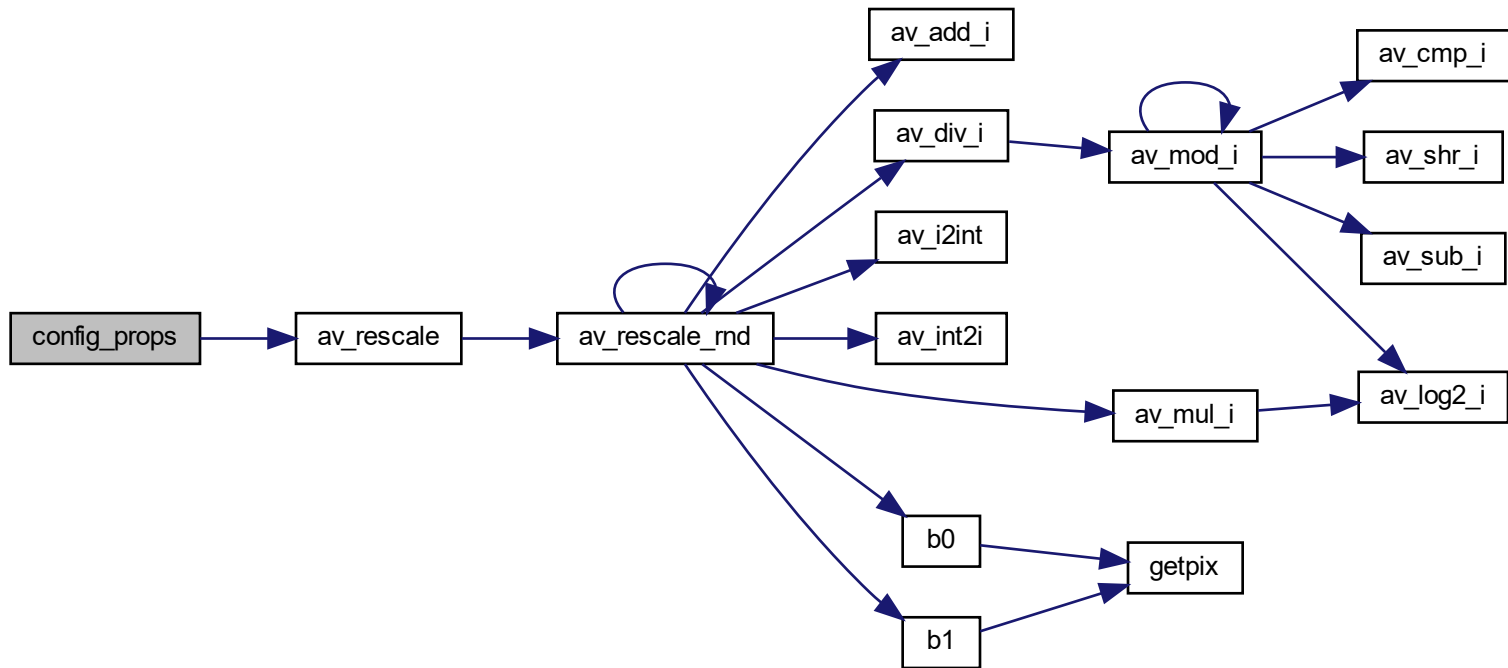 config_props
av_rescale
av_rescale_rnd
av_add_i
av_div_i
av_i2int
av_int2i
av_mul_i
b0
b1
av_mod_i
getpix
av_cmp_i
av_shr_i
av_sub_i
av_log2_i